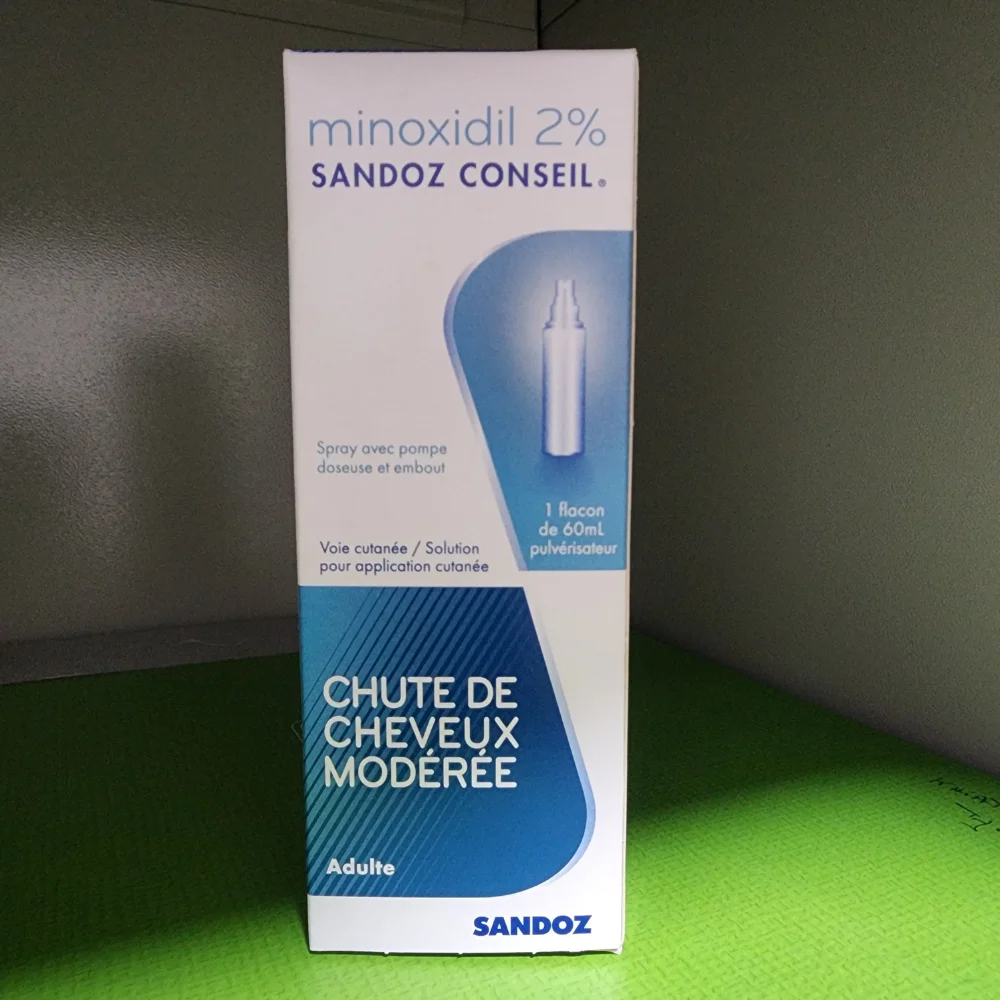 minoxidil 2%
SANDOZ CONSEIL®
Spray avec pompe
doseuse et embout
1 flacon
de 60mL
pulvérisateur
Voie cutanée / Solution
pour application cutanée
CHUTE DE
CHEVEUX
MODÉRÉE
Adulte
SANDOZ